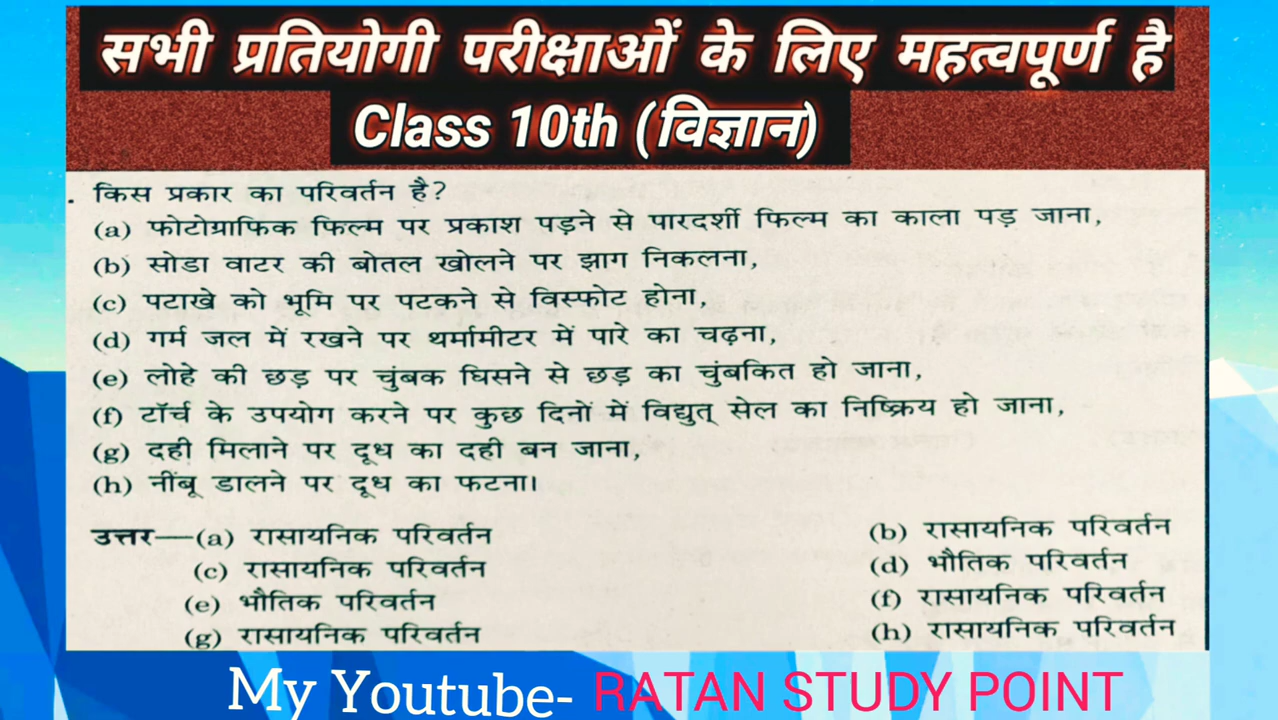 सभी प्रतियोगी परीक्षाओं के लिए महत्वपूर्ण है
Class 10th (विज्ञान)
. किस प्रकार का परिवर्तन है?
(a) फोटोग्राफिक फिल्म पर प्रकाश पड़ने से पारदर्शी फिल्म का काला पड़ जाना,
(b) सोडा वाटर की बोतल खोलने पर झाग निकलना,
(c) पटाखे को भूमि पर पटकने से विस्फोट होना,
(d) गर्म जल में रखने पर थर्मामीटर में पारे का चढ़ना,
(e) लोहे की छड़ पर चुंबक घिसने से छड़ का चुंबकित हो जाना,
(f) टॉर्च के उपयोग करने पर कुछ दिनों में विद्युत् सेल का निष्क्रिय हो जाना,
(g) दही मिलाने पर दूध का दही बन जाना,
(h) नींबू डालने पर दूध का फटना।
उत्तर—(a) रासायनिक परिवर्तन (b) रासायनिक परिवर्तन
(c) रासायनिक परिवर्तन (d) भौतिक परिवर्तन
(e) भौतिक परिवर्तन (f) रासायनिक परिवर्तन
(g) रासायनिक परिवर्तन (h) रासायनिक परिवर्तन
My Youtube- RATAN STUDY POINT